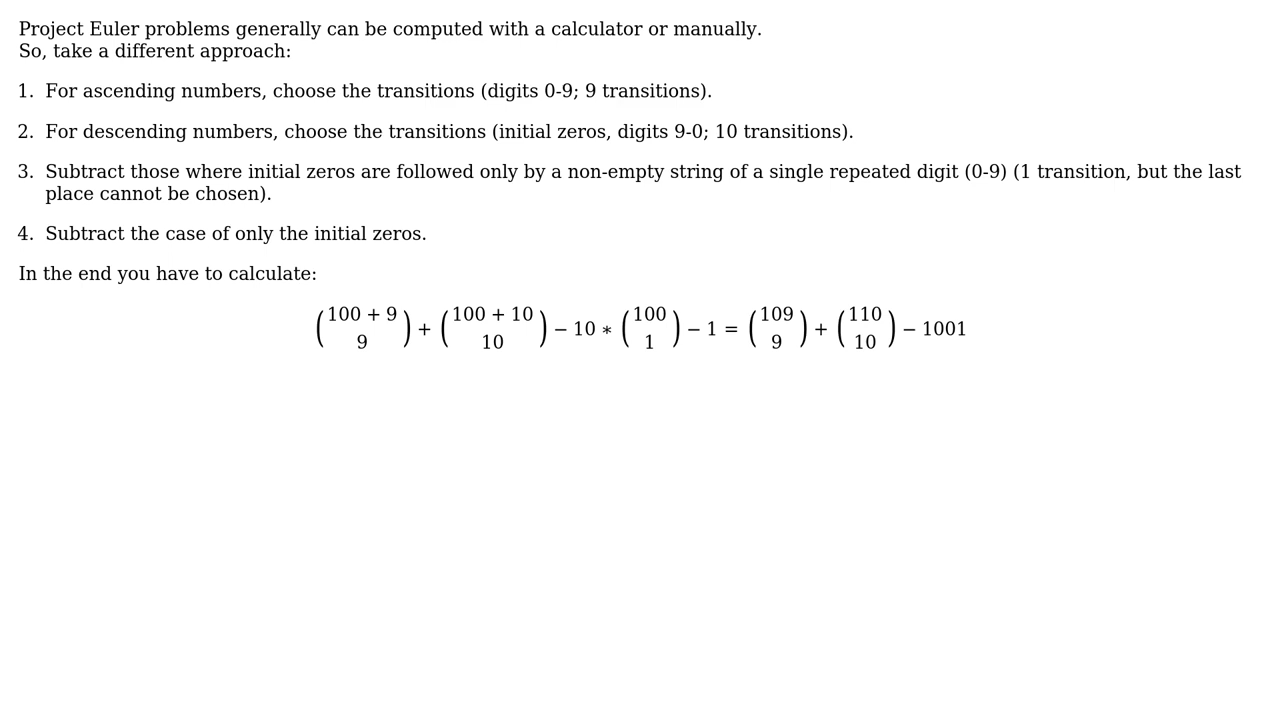 Project Euler problems generally can be computed with a calculator or manually.
So, take a different approach:
1. For ascending numbers, choose the transitions (digits 0-9; 9 transitions).
2. For descending numbers, choose the transitions (initial zeros, digits 9-0; 10 transitions).
3. Subtract those where initial zeros are followed only by a non-empty string of a single repeated digit (0-9) (1 transition, but the last
place cannot be chosen).
4. Subtract the case of only the initial zeros.
In the end you have to calculate:
(100 + 9 9) + (100 + 10 10) − 10 ∗ (100 1) − 1 = (109 9) + (110 10) − 1001